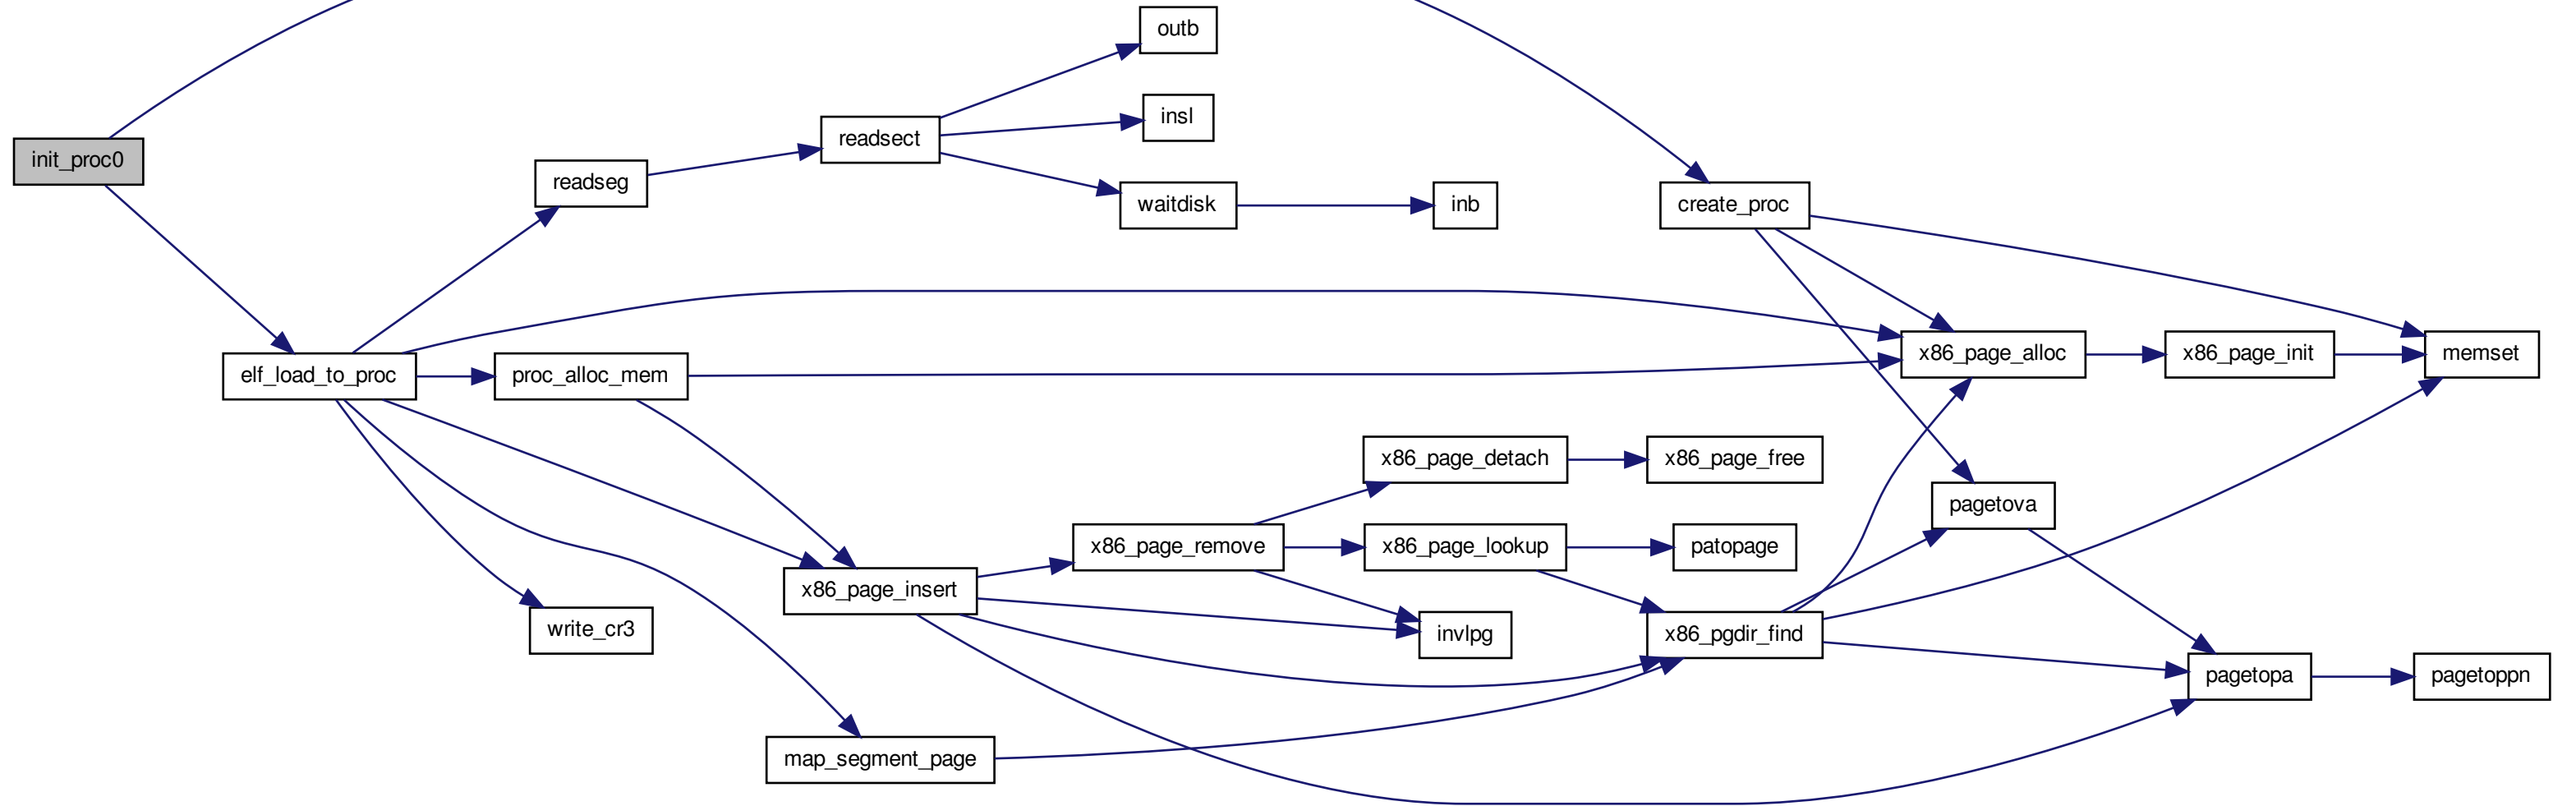 outb
insl
init_proc0
readsect
readseg
waitdisk
inb
create_proc
elf_load_to_proc
proc_alloc_mem
x86_page_alloc
x86_page_init
memset
x86_page_detach
x86_page_free
pagetova
x86_page_remove
x86_page_lookup
patopage
x86_page_insert
write_cr3
invlpg
x86_pgdir_find
pagetopa
pagetoppn
map_segment_page